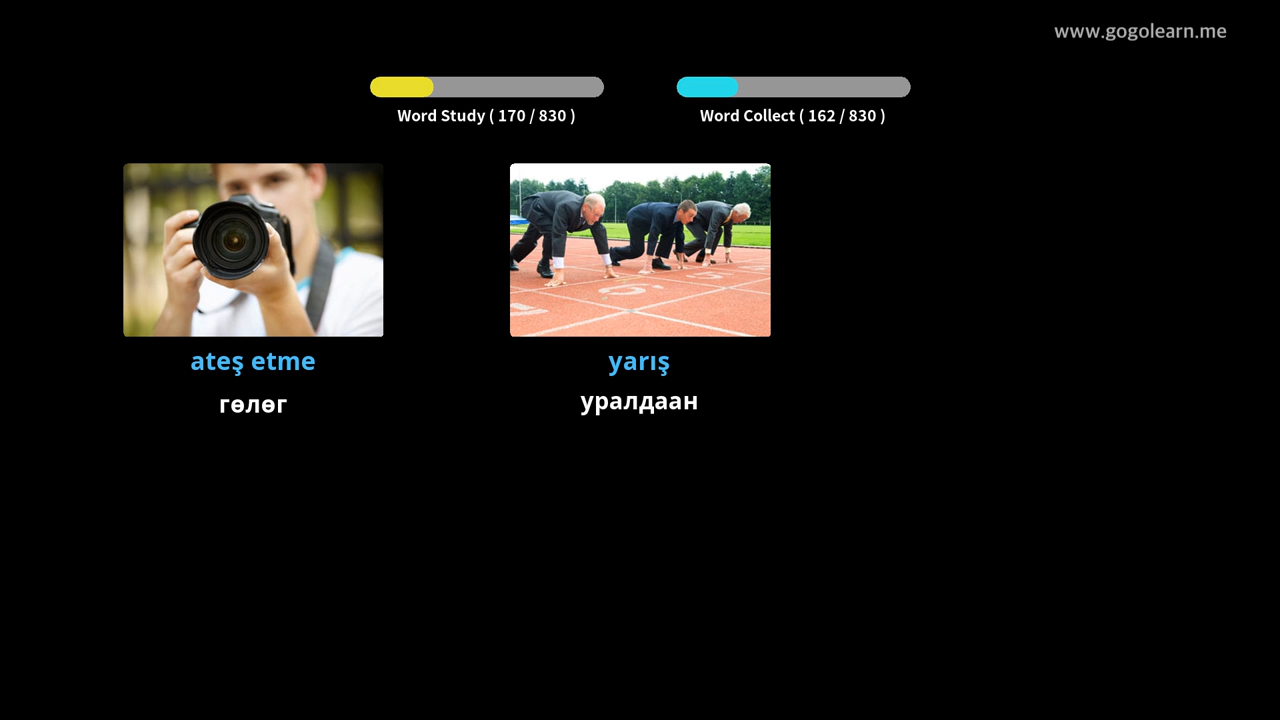 www.gogolearn.me
Word Study ( 170 / 830 )
Word Collect ( 162 / 830 )
ateş etme
гөлөг
yarış
уралдаан